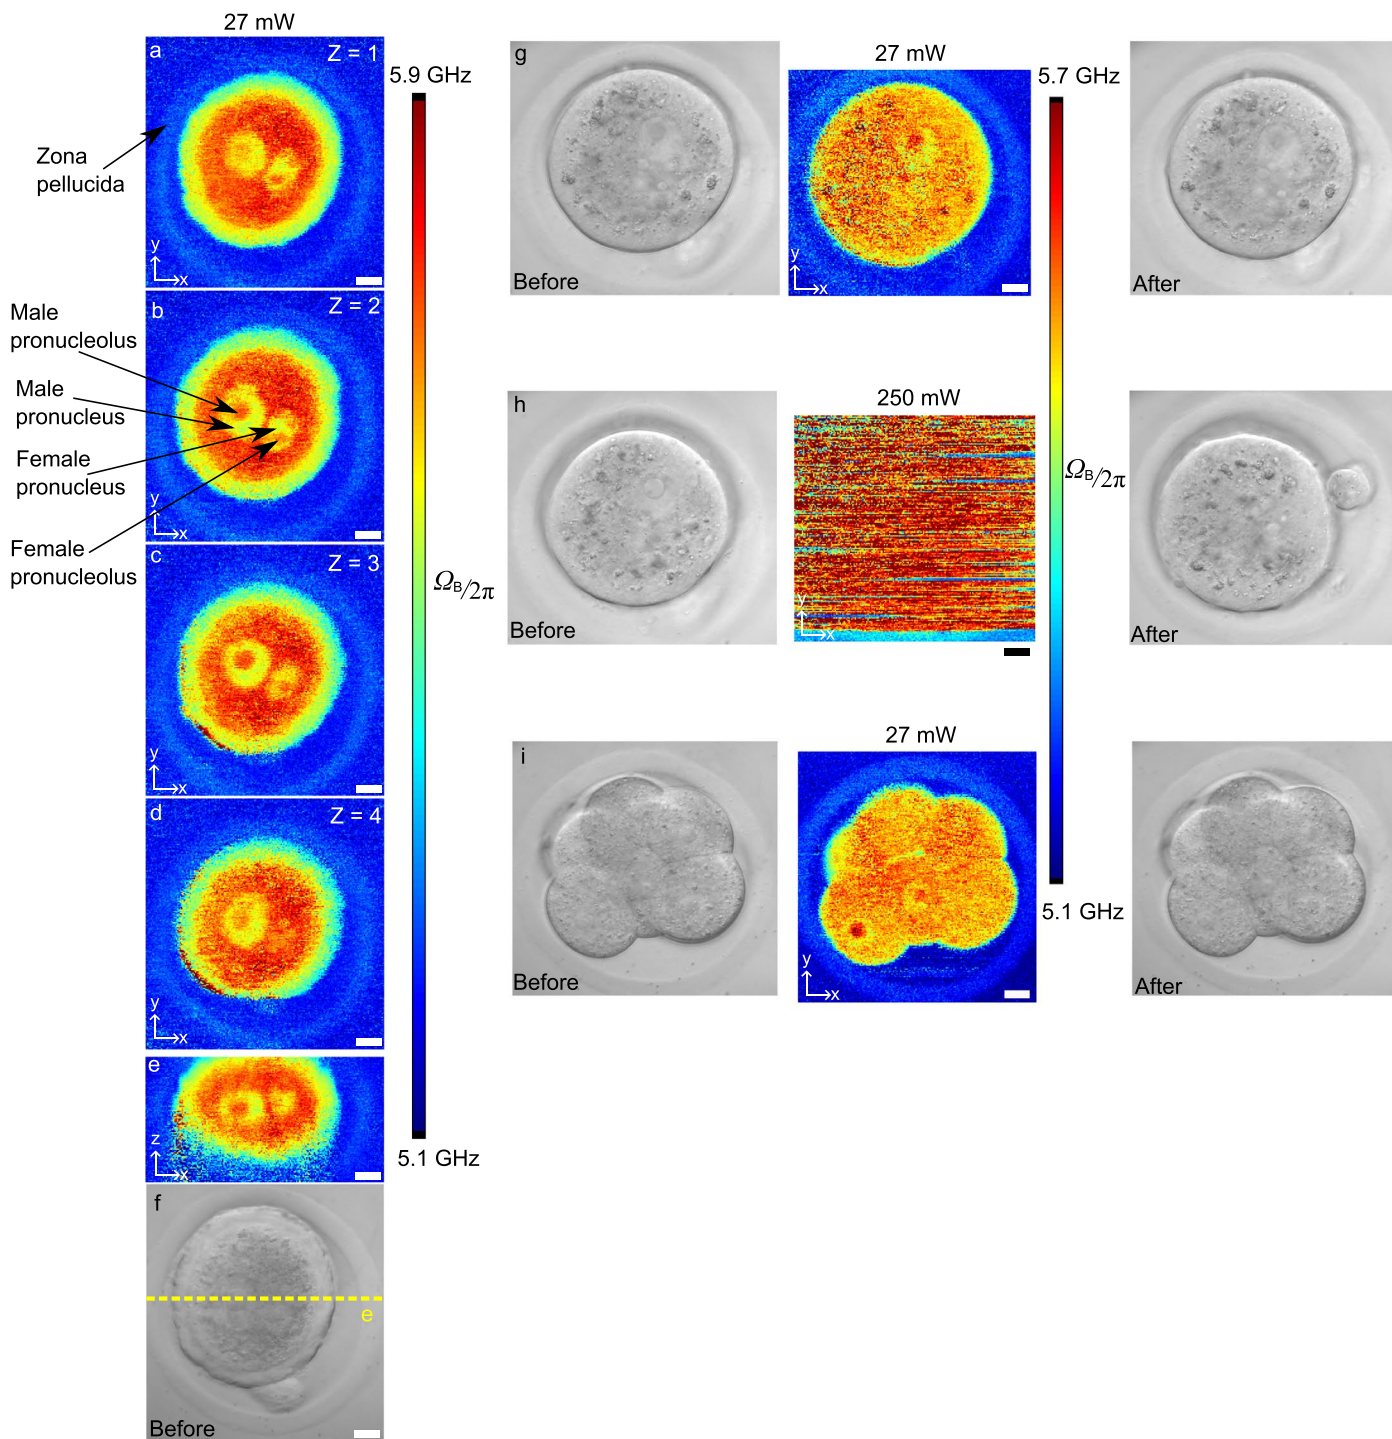 27 mW
a
Z = 1
Zona
pellucida
y
x
b
Z = 2
Male
pronucleolus
Male
pronucleus
Female
pronucleus
Female
pronucleolus
y
x
c
Z = 3
y
x
d
Z = 4
y
x
e
z
x
f
e
Before
5.9 GHz
Ω_B/2π
5.1 GHz
g
Before
27 mW
y
x
After
h
Before
250 mW
y
x
After
i
Before
27 mW
y
x
After
5.7 GHz
Ω_B/2π
5.1 GHz